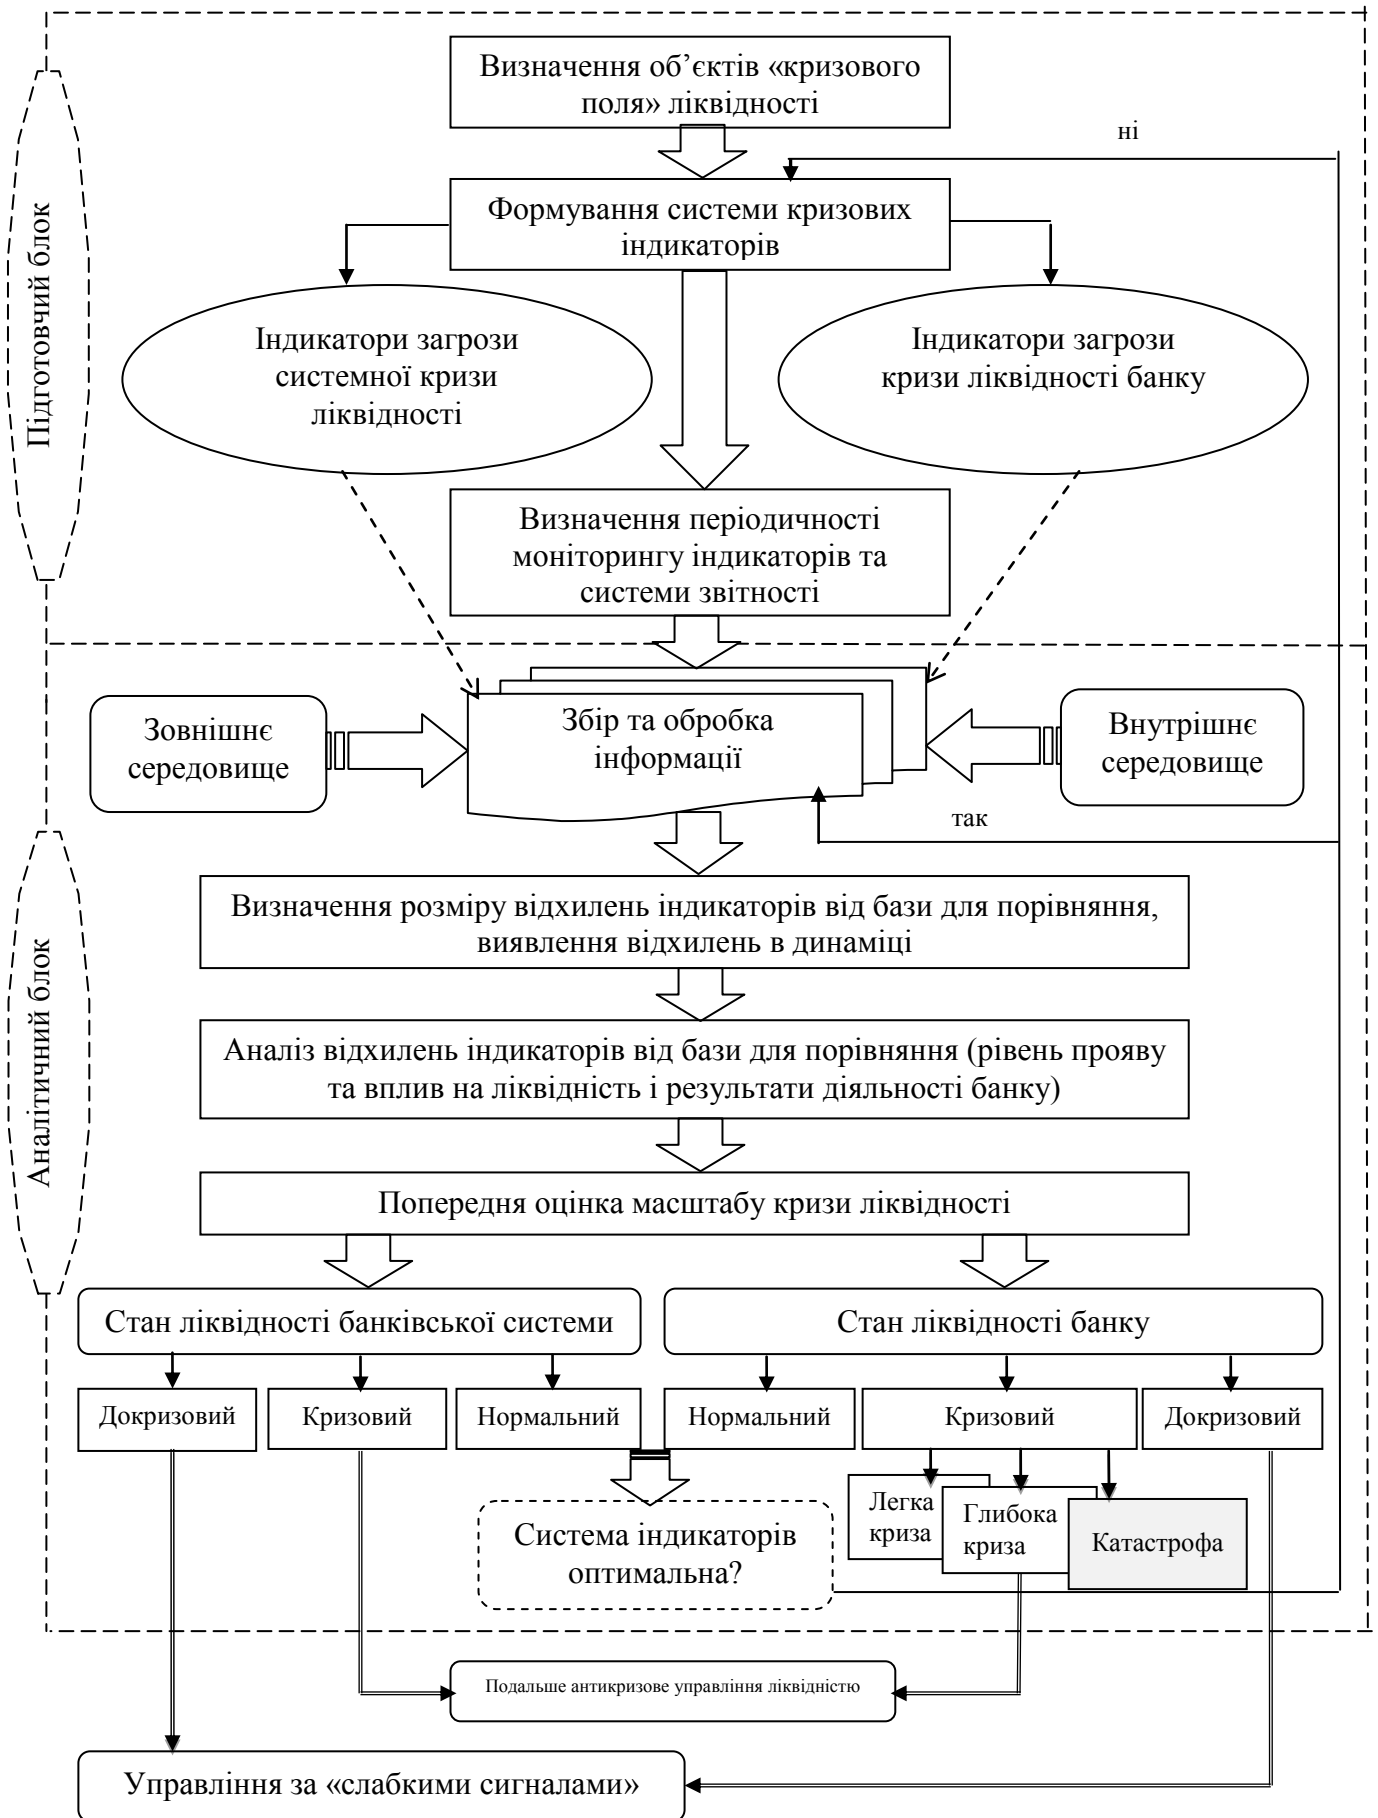 Визначення об’єктів «кризового
поля» ліквідності
ні
Формування системи кризових
індикаторів
Підготовчий блок
Індикатори загрози
системної кризи
ліквідності
Індикатори загрози
кризи ліквідності банку
Визначення періодичності
моніторингу індикаторів та
системи звітності
Зовнішнє
середовище
Збір та обробка
інформації
Внутрішнє
середовище
так
Аналітичний блок
Визначення розміру відхилень індикаторів від бази для порівняння,
виявлення відхилень в динаміці
Аналіз відхилень індикаторів від бази для порівняння (рівень прояву
та вплив на ліквідність і результати діяльності банку)
Попередня оцінка масштабу кризи ліквідності
Стан ліквідності банківської системи
Стан ліквідності банку
Докризовий
Кризовий
Нормальний
Нормальний
Кризовий
Докризовий
Легка
криза
Глибока
криза
Катастрофа
Система індикаторів
оптимальна?
Подальше антикризове управління ліквідністю
Управління за «слабкими сигналами»